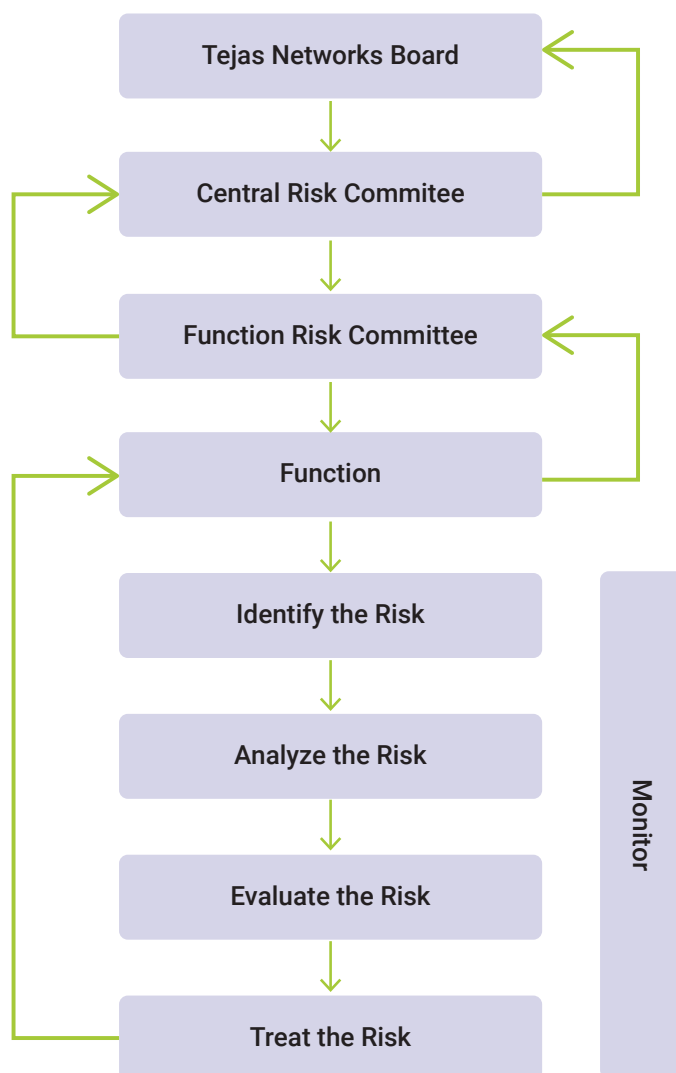 Tejas Networks Board
Central Risk Commitee
Function Risk Committee
Function
Identify the Risk
Analyze the Risk
Evaluate the Risk
Treat the Risk
Monitor